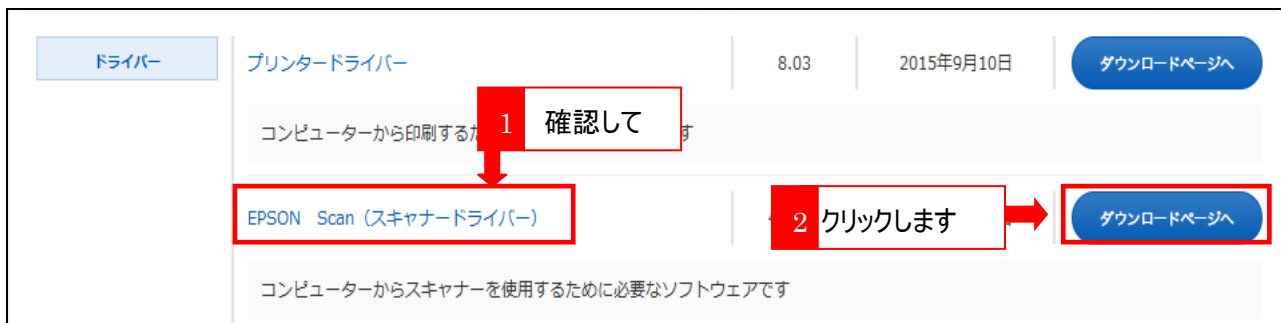 ドライバー
プリンタードライバー
8.03
2015年9月10日
ダウンロードページへ
1 確認して
コンピューターから印刷するた
す
EPSON Scan（スキャナードライバー）
2 クリックします
ダウンロードページへ
コンピューターからスキャナーを使用するために必要なソフトウェアです